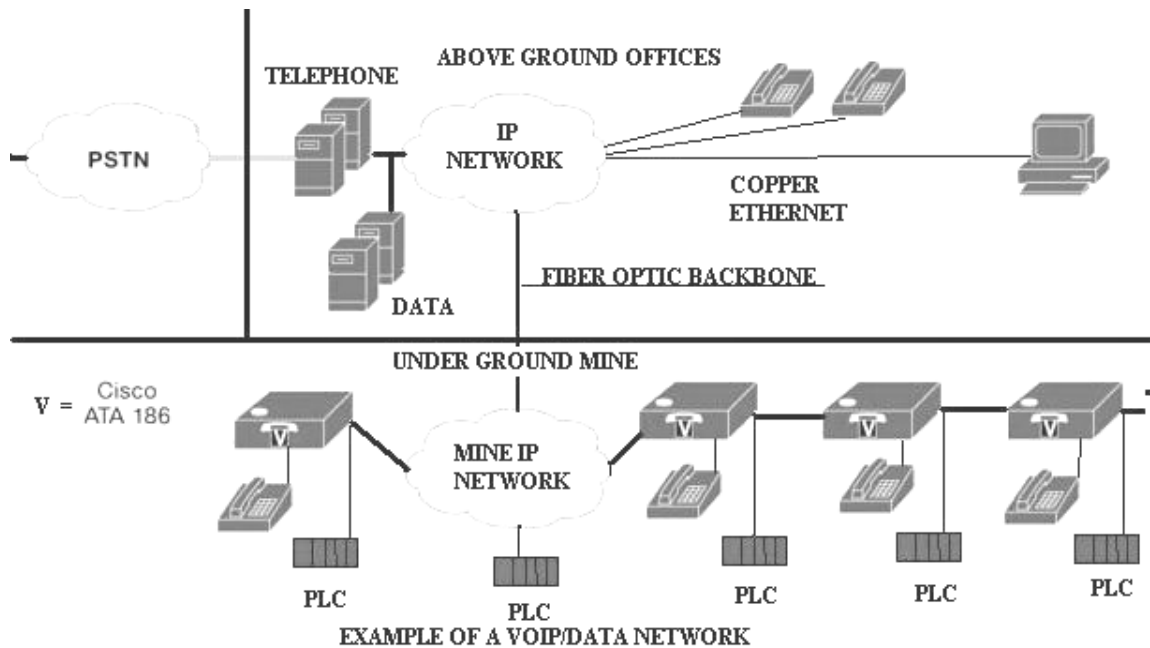 ABOVE GROUND OFFICES
TELEPHONE
PSTN
IP
NETWORK
COPPER
ETHERNET
FIBER OPTIC BACKBONE
DATA
UNDER GROUND MINE
V = Cisco
ATA 186
V
V
V
V
MINE IP
NETWORK
PLC
PLC
PLC
PLC
PLC
EXAMPLE OF A VOIP/DATA NETWORK